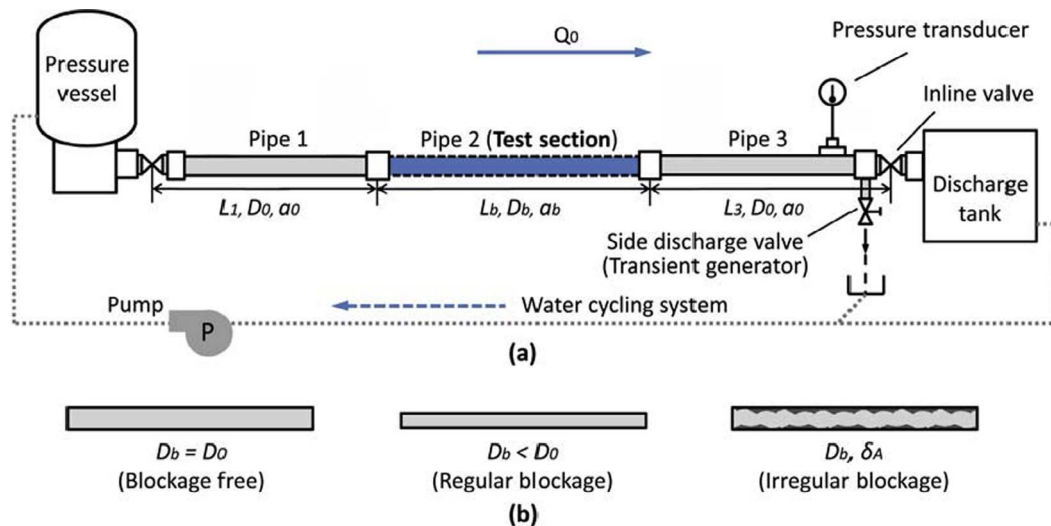 Q0
Pressure transducer
Pressure
vessel
Inline valve
Pipe 1
Pipe 2 (Test section)
Pipe 3
Discharge
tank
L1, D0, a0
Lb, Db, ab
L3, D0, a0
Side discharge valve
(Transient generator)
Pump
P
Water cycling system
(a)
Db = D0
(Blockage free)
Db < D0
(Regular blockage)
Db, δA
(Irregular blockage)
(b)